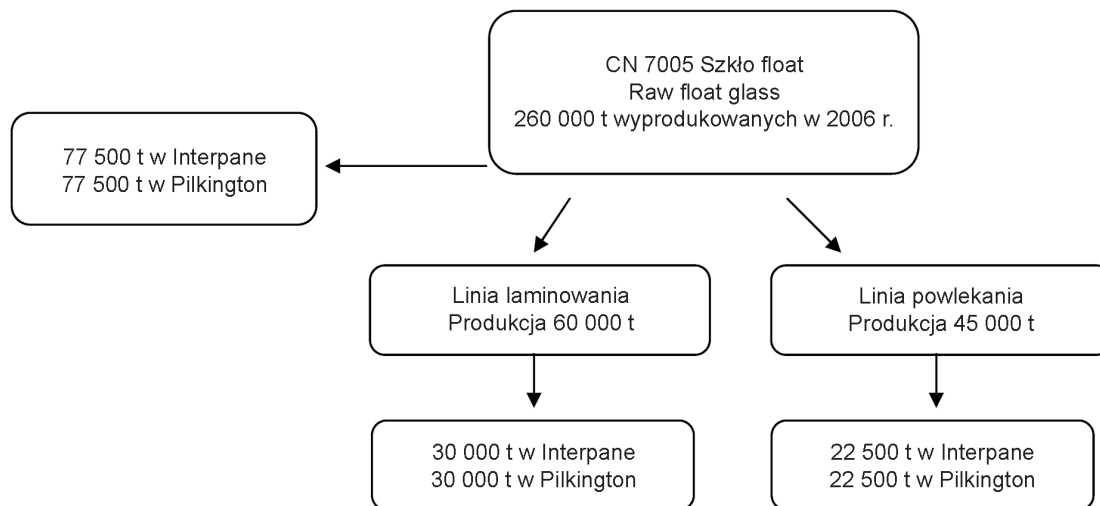 CN 7005 Szkło float
Raw float glass
260 000 t wyprodukowanych w 2006 r.
77 500 t w Interpane
77 500 t w Pilkington
Linia laminowania
Produkcja 60 000 t
Linia powlekania
Produkcja 45 000 t
30 000 t w Interpane
30 000 t w Pilkington
22 500 t w Interpane
22 500 t w Pilkington